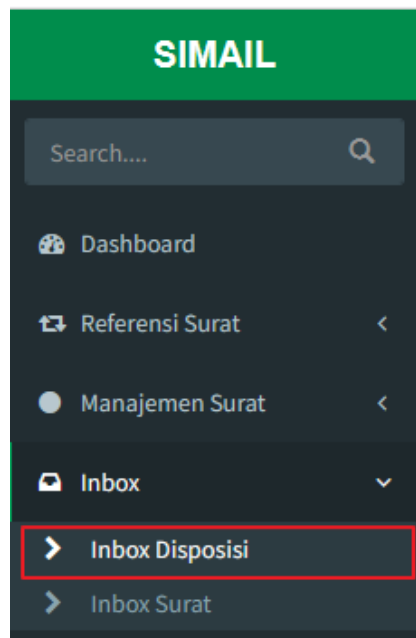 SIMAIL
Search....
Dashboard
Referensi Surat
Manajemen Surat
Inbox
Inbox Disposisi
Inbox Surat